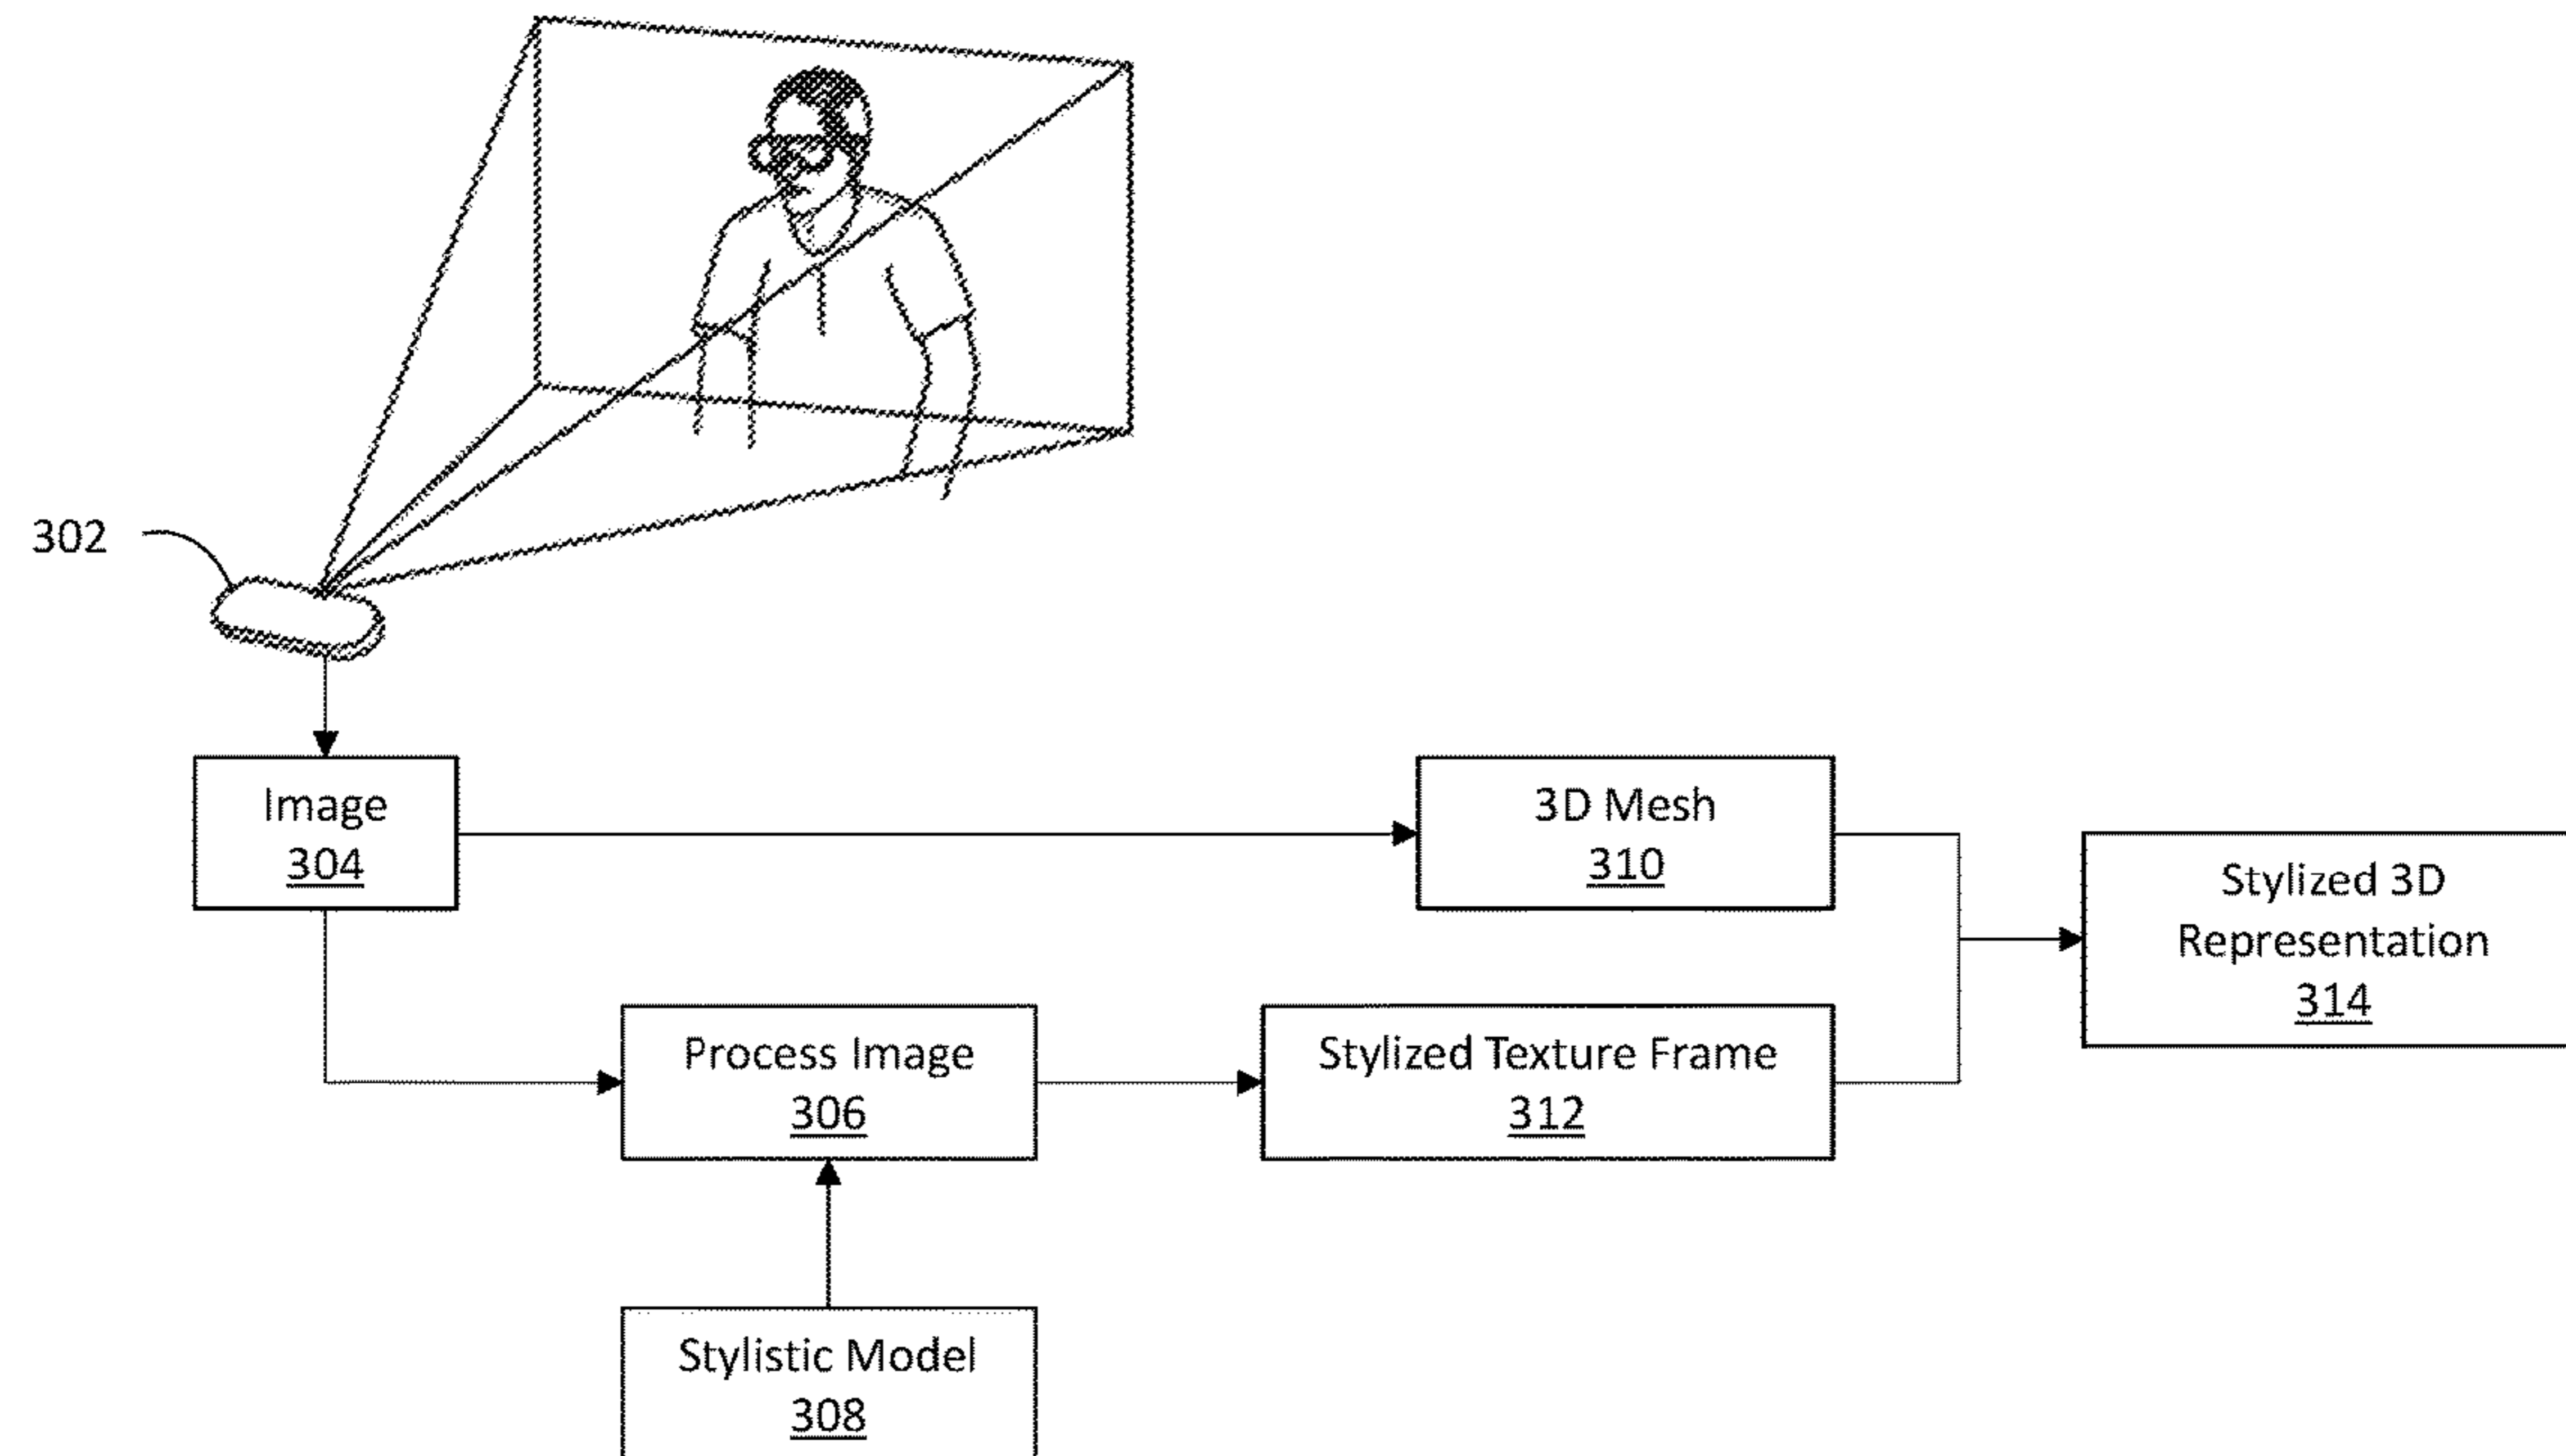 302
Image
304
3D Mesh
310
Stylized 3D
Representation
314
Process Image
306
Stylized Texture Frame
312
Stylistic Model
308